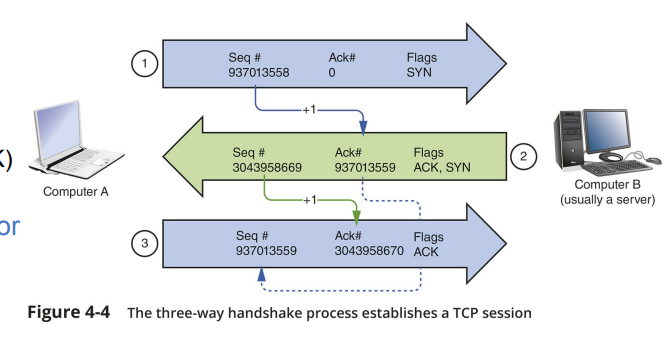 1
Seq #
Ack#
Flags
937013558
0
SYN
+1
K)
Computer A
Seq #
Ack#
Flags
3043958669
937013559
ACK, SYN
2
Computer B
(usually a server)
+1
or
3
Seq #
Ack#
Flags
937013559
3043958670
ACK
Figure 4-4 The three-way handshake process establishes a TCP session